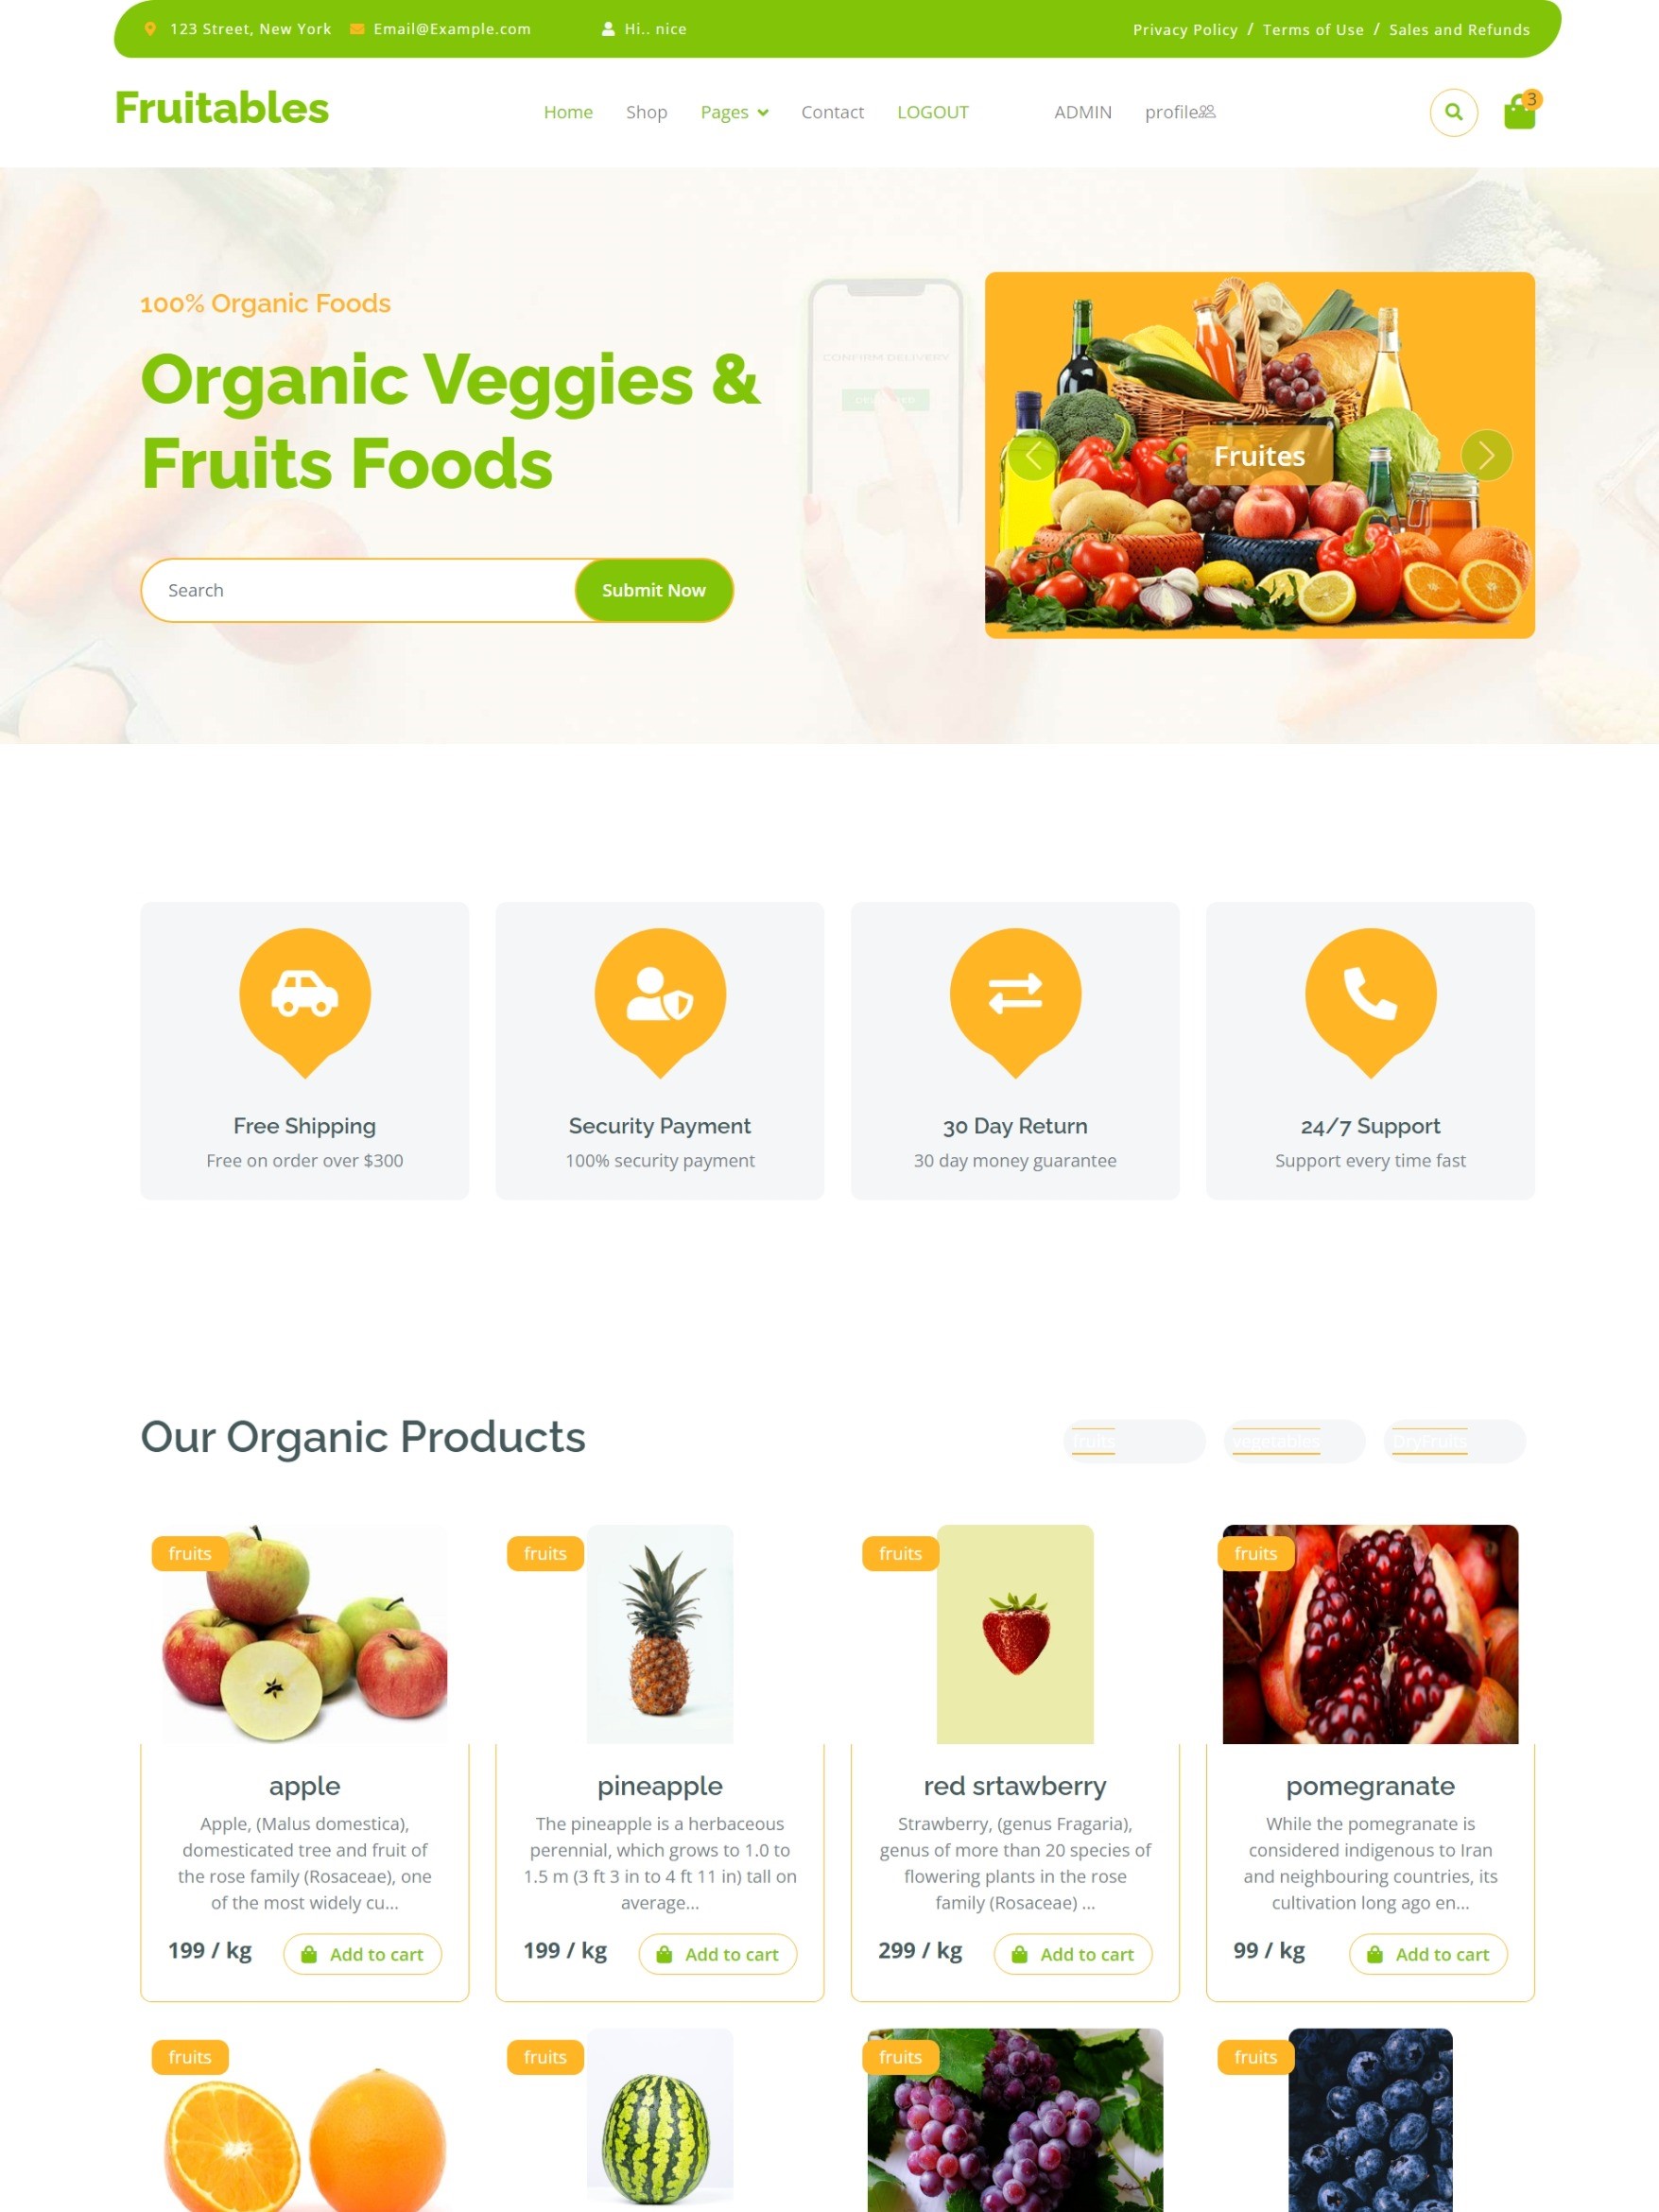 123 Street, New York Email@Example.com Hi.. nice Privacy Policy / Terms of Use / Sales and Refunds
Fruitables
Home Shop Pages Contact LOGOUT ADMIN profile
3
100% Organic Foods
Organic Veggies &
Fruits Foods
CONFIRM DELIVERY
Fruites
Search Submit Now
Free Shipping
Free on order over $300
Security Payment
100% security payment
30 Day Return
30 day money guarantee
24/7 Support
Support every time fast
Our Organic Products
fruits vegetables DryFruits
fruits
apple
Apple, (Malus domestica),
domesticated tree and fruit of
the rose family (Rosaceae), one
of the most widely cu...
199 / kg Add to cart
fruits
pineapple
The pineapple is a herbaceous
perennial, which grows to 1.0 to
1.5 m (3 ft 3 in to 4 ft 11 in) tall on
average...
199 / kg Add to cart
fruits
red srtawberry
Strawberry, (genus Fragaria),
genus of more than 20 species of
flowering plants in the rose
family (Rosaceae) ...
299 / kg Add to cart
fruits
pomegranate
While the pomegranate is
considered indigenous to Iran
and neighbouring countries, its
cultivation long ago en...
99 / kg Add to cart
fruits
fruits
fruits
fruits